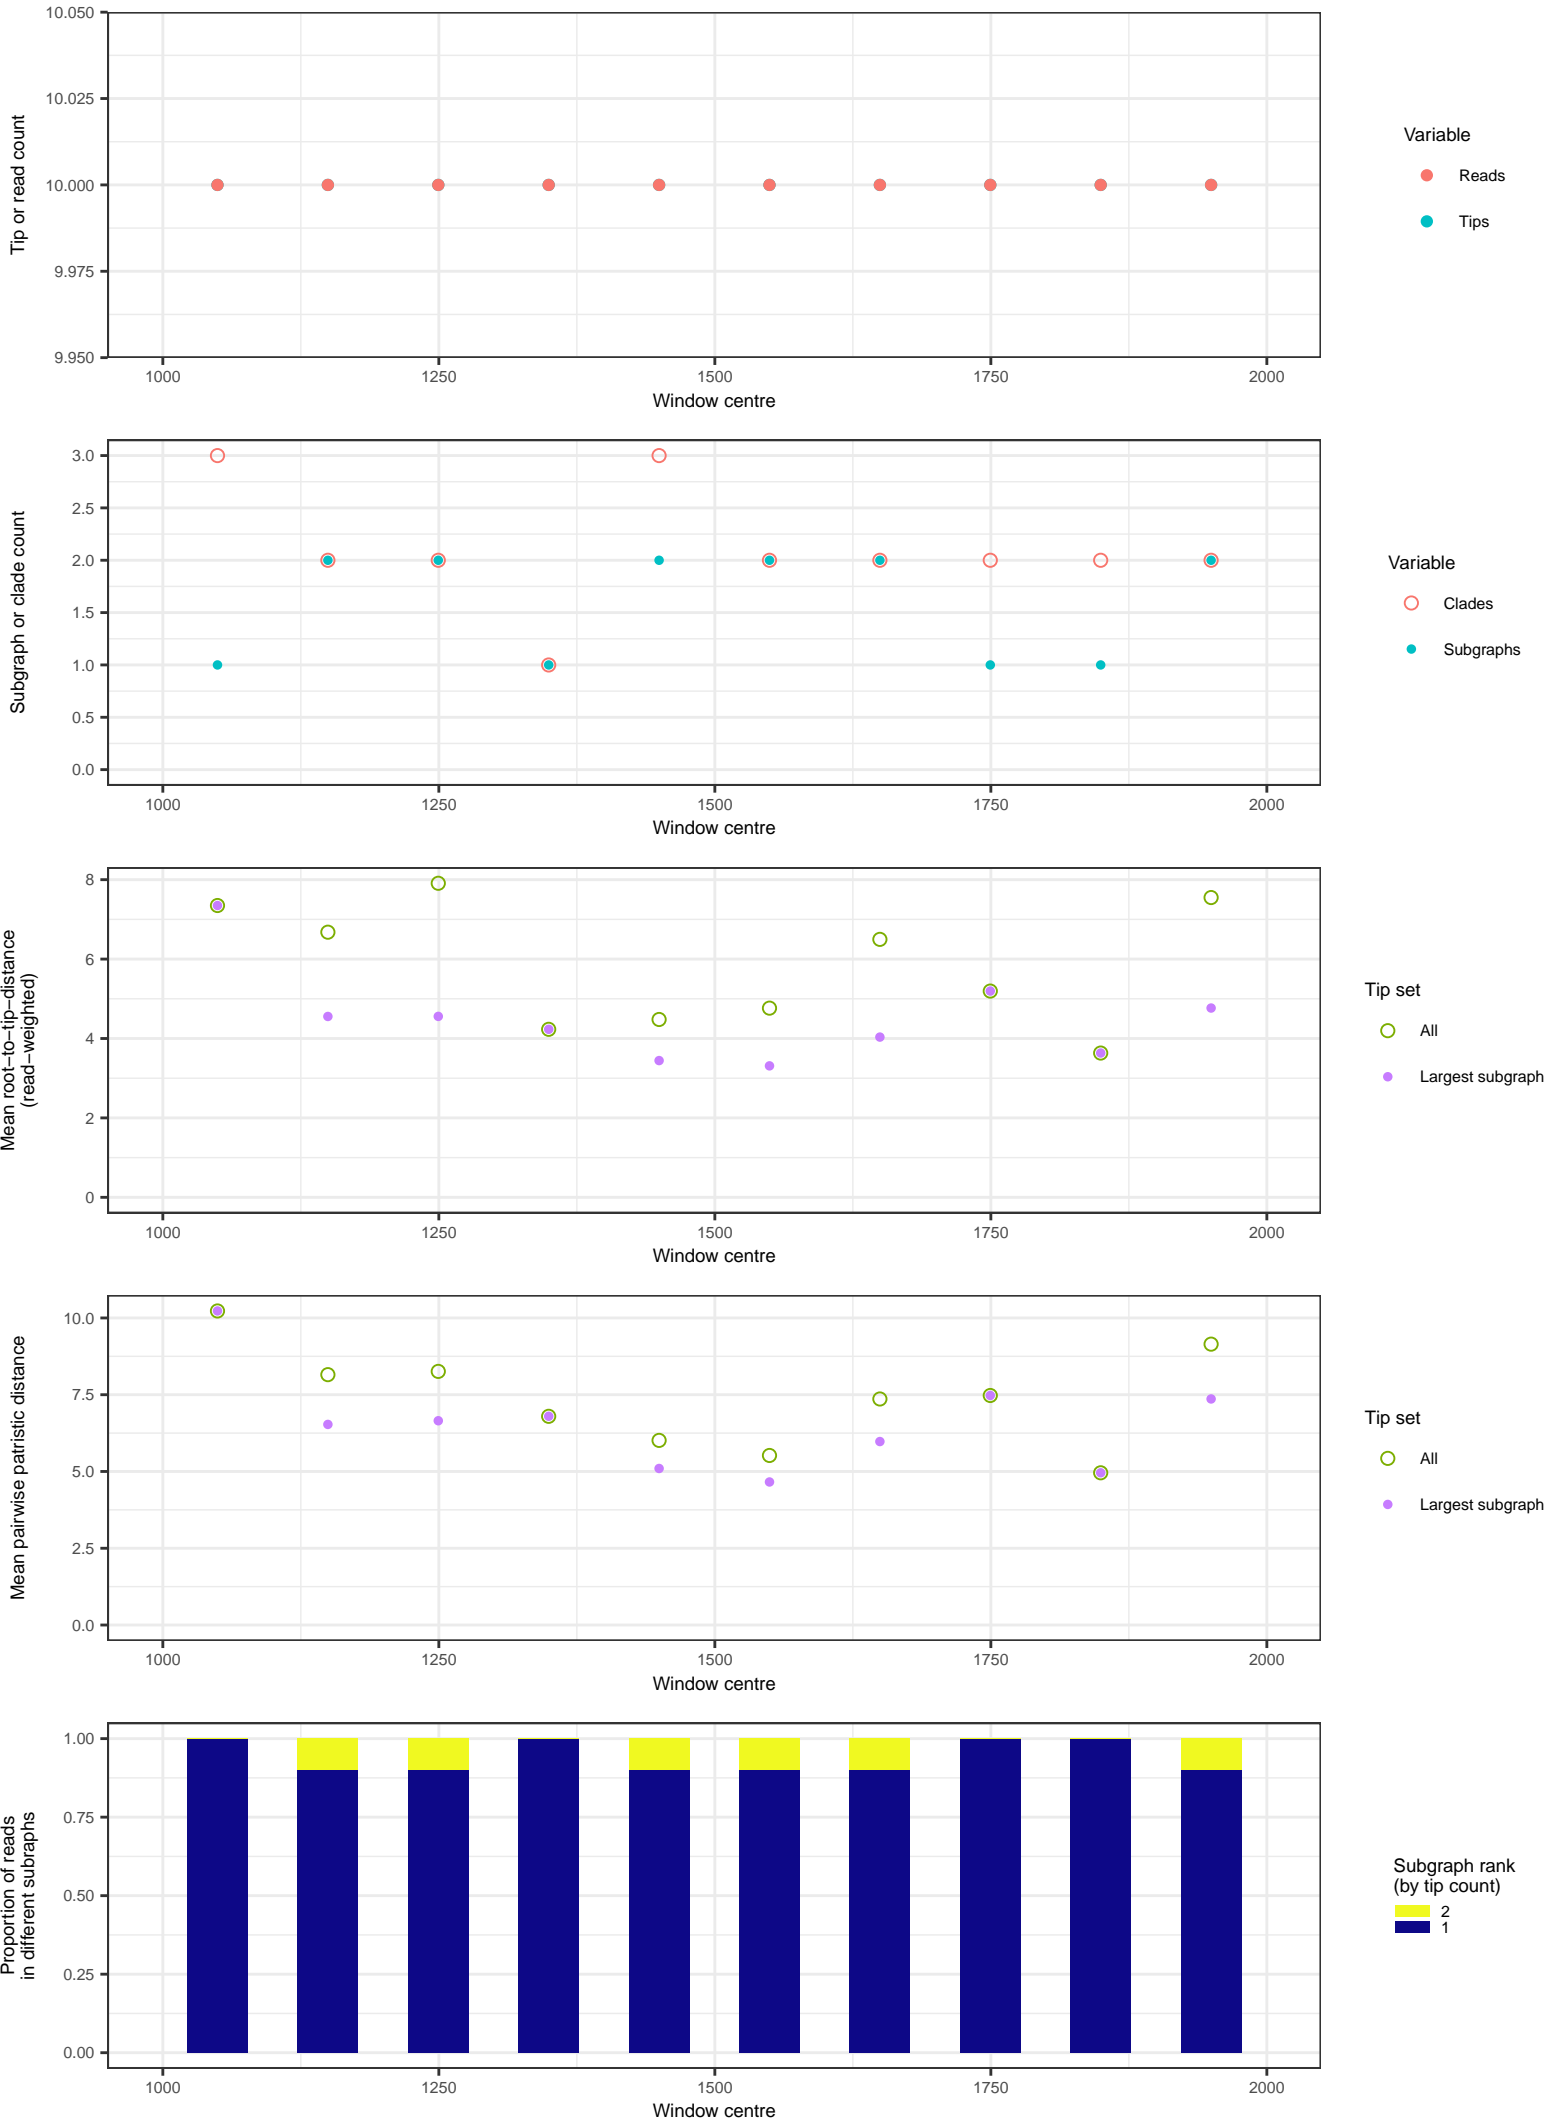 10.050
10.025
10.000
9.975
9.950
Tip or read count
1000
1250
1500
1750
2000
Window centre
Variable
Reads
Tips
3.0
2.5
2.0
1.5
1.0
0.5
0.0
Subgraph or clade count
1000
1250
1500
1750
2000
Window centre
Variable
Clades
Subgraphs
8
6
4
2
0
Mean root−to−tip−distance
(read−weighted)
1000
1250
1500
1750
2000
Window centre
Tip set
All
Largest subgraph
10.0
7.5
5.0
2.5
0.0
Mean pairwise patristic distance
1000
1250
1500
1750
2000
Window centre
Tip set
All
Largest subgraph
1.00
0.75
0.50
0.25
0.00
Proportion of reads
in different subraphs
1000
1250
1500
1750
2000
Window centre
Subgraph rank
(by tip count)
2
1